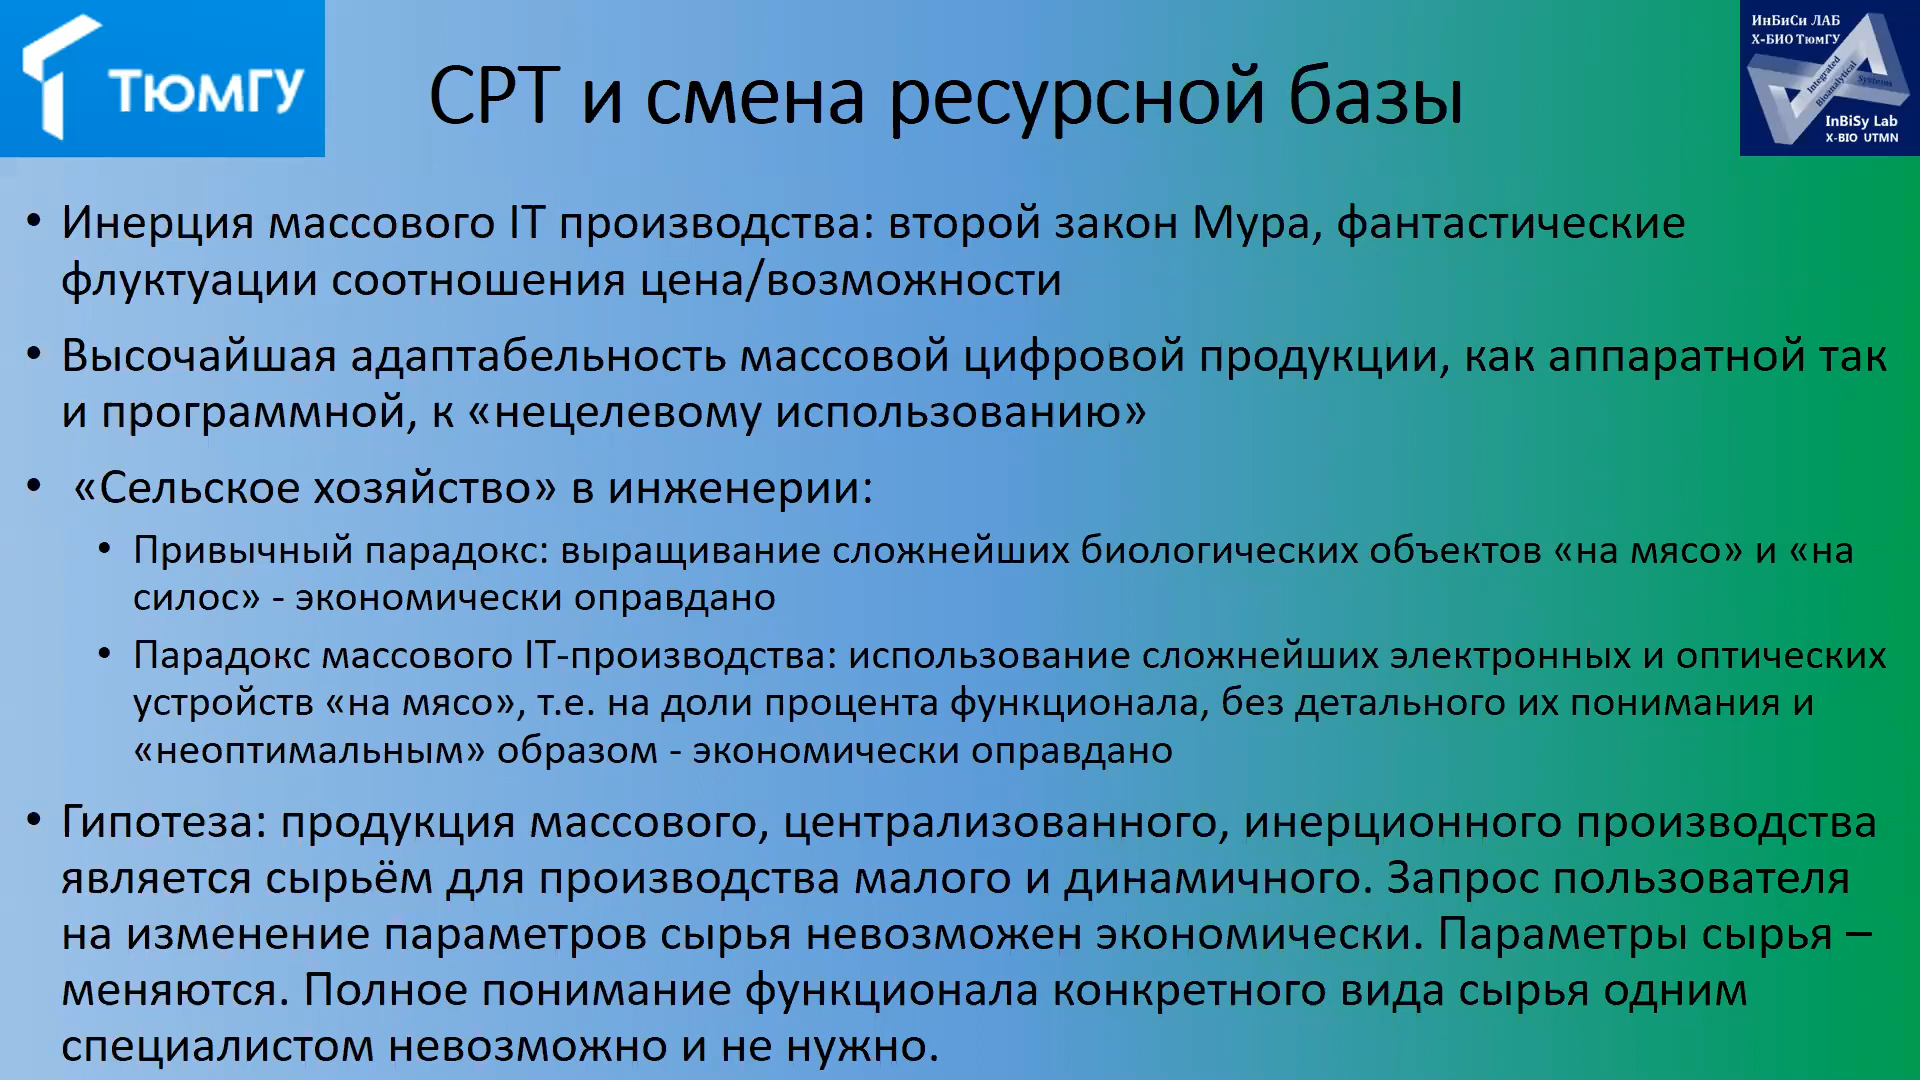 ТюмГУ
СРТ и смена ресурсной базы
ИнБиСи ЛАБ
Х-БИО ТюмГУ
Integrated
Bioanalytical
Systems
InBiSy Lab
X-BIO UTMN
• Инерция массового IT производства: второй закон Мура, фантастические
флуктуации соотношения цена/возможности
• Высочайшая адаптабельность массовой цифровой продукции, как аппаратной так
и программной, к «нецелевому использованию»
• «Сельское хозяйство» в инженерии:
• Привычный парадокс: выращивание сложнейших биологических объектов «на мясо» и «на
силос» - экономически оправдано
• Парадокс массового IT-производства: использование сложнейших электронных и оптических
устройств «на мясо», т.е. на доли процента функционала, без детального их понимания и
«неоптимальным» образом - экономически оправдано
• Гипотеза: продукция массового, централизованного, инерционного производства
является сырьём для производства малого и динамичного. Запрос пользователя
на изменение параметров сырья невозможен экономически. Параметры сырья –
меняются. Полное понимание функционала конкретного вида сырья одним
специалистом невозможно и не нужно.